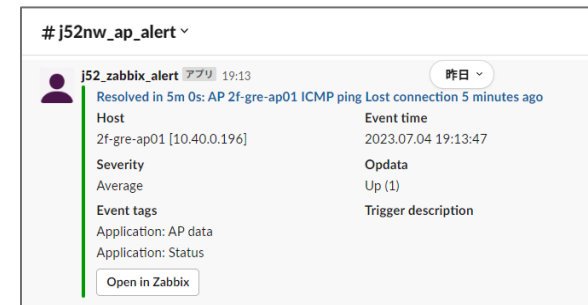 # j52nw_ap_alert
j52_zabbix_alert アプリ 19:13
昨日
Resolved in 5m 0s: AP 2f-gre-ap01 ICMP ping Lost connection 5 minutes ago
Host
Event time
2f-gre-ap01 [10.40.0.196]
2023.07.04 19:13:47
Severity
Opdata
Average
Up (1)
Event tags
Trigger description
Application: AP data
Application: Status
Open in Zabbix